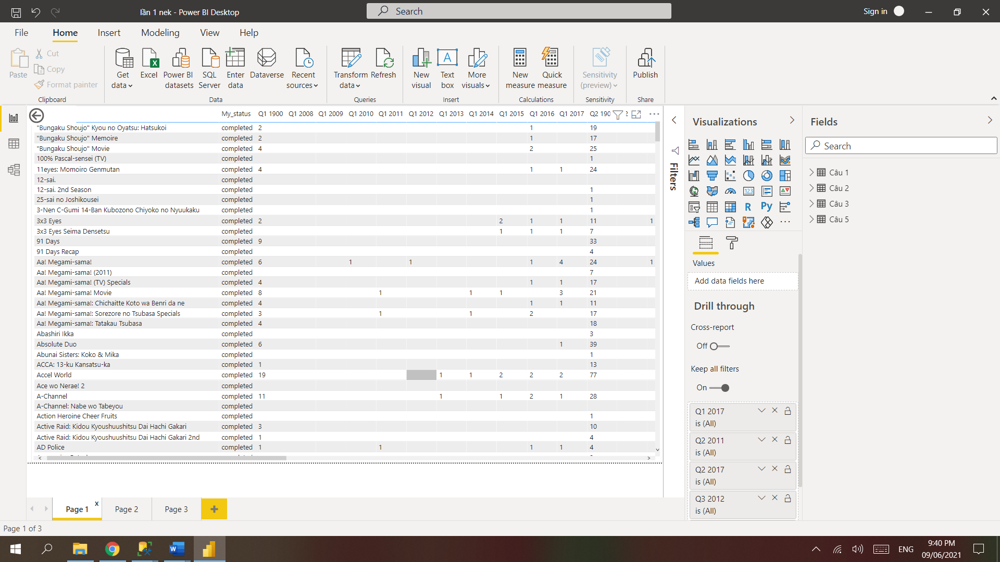 lần 1 nek - Power BI Desktop
Search
Sign in
File Home Insert Modeling View Help
Paste
Cut
Copy
Format painter
Clipboard
Get data
Excel
Power BI datasets
SQL Server
Enter data
Dataverse
Recent sources
Data
Transform data
Refresh
Queries
New visual
Text box
More visuals
Insert
New measure
Quick measure
Calculations
Sensitivity (preview)
Sensitivity
Publish
Share
My_status Q1 1900 Q1 2008 Q1 2009 Q1 2010 Q1 2011 Q1 2012 Q1 2013 Q1 2014 Q1 2015 Q1 2016 Q1 2017 Q2 190
"Bungaku Shoujo" Kyou no Oyatsu: Hatsukoi completed 2 1 19
"Bungaku Shoujo" Memoire completed 2 1 17
"Bungaku Shoujo" Movie completed 4 2 25
100% Pascal-sensei (TV) completed 1
11eyes: Momoiro Genmutan completed 4 1 1 24
12-sai. completed
12-sai. 2nd Season completed 1
25-sai no Joshikousei completed 1
3-Nen C-Gumi 14-Ban Kubozono Chiyoko no Nyuukaku completed 1
3x3 Eyes completed 2 2 1 1 11 1
3x3 Eyes Seima Densetsu completed 1 1 1 7
91 Days completed 9 33
91 Days Recap completed 4
Aa! Megami-sama! completed 6 1 1 1 4 24 1
Aa! Megami-sama! (2011) completed 7
Aa! Megami-sama! (TV) Specials completed 4 1 1 17
Aa! Megami-sama! Movie completed 8 1 1 1 3 21
Aa! Megami-sama!: Chichaitte Koto wa Benri da ne completed 4 1 1 11
Aa! Megami-sama!: Sorezore no Tsubasa Specials completed 3 1 1 2 17
Aa! Megami-sama!: Tatakau Tsubasa completed 4 18
Abashiri Ikka completed 3
Absolute Duo completed 6 1 39
Abunai Sisters: Koko & Mika completed 1
ACCA: 13-ku Kansatsu-ka completed 1 13
Accel World completed 19 1 1 2 2 2 77
Ace wo Nerae! 2 completed
A-Channel completed 11 1 1 2 1 28
A-Channel: Nabe wo Tabeyou completed
Action Heroine Cheer Fruits completed 1
Active Raid: Kidou Kyoushuushitsu Dai Hachi Gakari completed 3 10
Active Raid: Kidou Kyoushuushitsu Dai Hachi Gakari 2nd completed 1 4
AD Police completed 1 1 1 1 4
Filters
Visualizations
123
R
Py
Values
Add data fields here
Drill through
Cross-report
Off
Keep all filters
On
Q1 2017
is (All)
Q2 2011
is (All)
Q2 2017
is (All)
Q3 2012
is (All)
Fields
Search
Câu 1
Câu 2
Câu 3
Câu 5
Page 1 x
Page 2
Page 3
+
Page 1 of 3
ENG
9:40 PM
09/06/2021